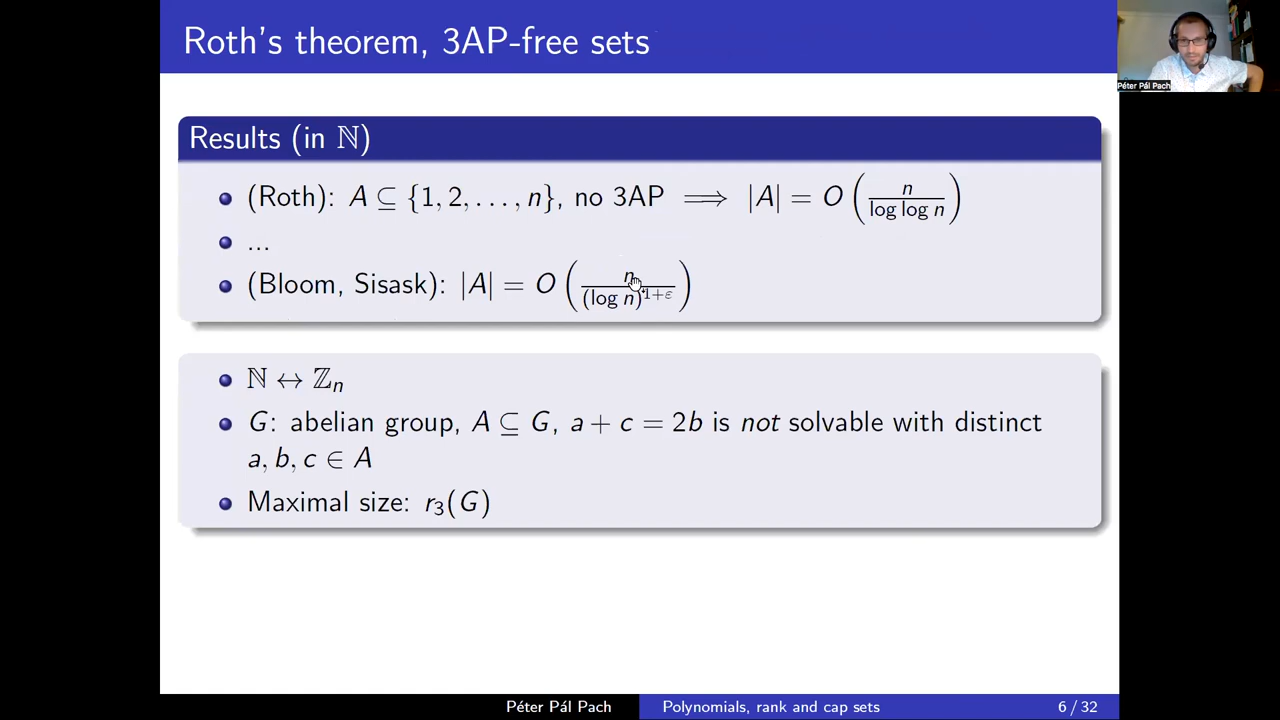 Roth's theorem, 3AP-free sets
Péter Pál Pach
Results (in ℕ)
(Roth): A ⊆ {1, 2, . . . , n}, no 3AP ⟹ |A| = O(n / log log n)
...
(Bloom, Sisask): |A| = O(n / (log n)^{1+ε})
ℕ ↔ ℤₙ
G: abelian group, A ⊆ G, a + c = 2b is not solvable with distinct
a, b, c ∈ A
Maximal size: r₃(G)
Péter Pál Pach
Polynomials, rank and cap sets
6 / 32